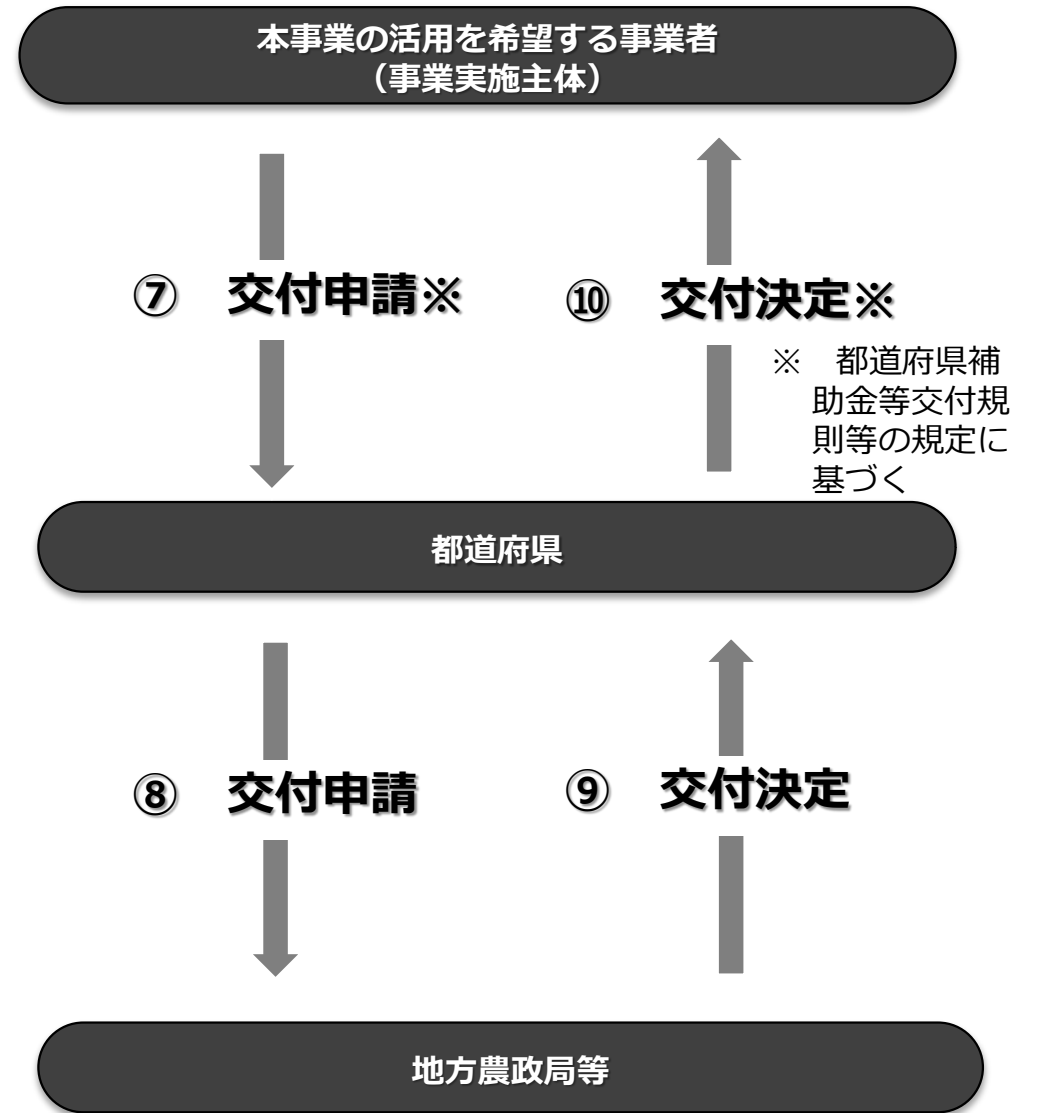 本事業の活用を希望する事業者
（事業実施主体）
⑦　交付申請※
⑩　交付決定※
※　都道府県補
助金等交付規
則等の規定に
基づく
都道府県
⑧　交付申請
⑨　交付決定
地方農政局等